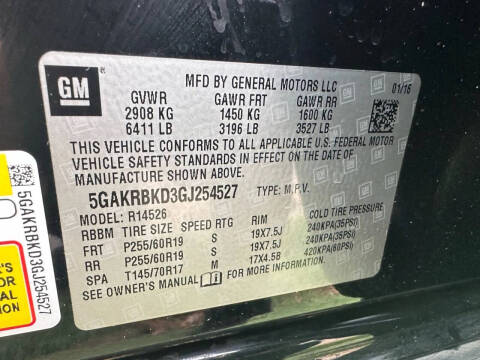 GM
MFD BY GENERAL MOTORS LLC
01/16
GVWR GAWR FRT GAWR RR
2908 KG 1450 KG 1600 KG
6411 LB 3196 LB 3527 LB
THIS VEHICLE CONFORMS TO ALL APPLICABLE U.S. FEDERAL MOTOR
VEHICLE SAFETY STANDARDS IN EFFECT ON THE DATE OF
MANUFACTURE SHOWN ABOVE.
5GAKRBKD3GJ254527 TYPE: M.P.V.
MODEL: R14526
RBBM TIRE SIZE SPEED RTG RIM COLD TIRE PRESSURE
FRT P255/60R19 S 19X7.5J 240KPA(35PSI)
RR P255/60R19 S 19X7.5J 240KPA(35PSI)
SPA T145/70R17 M 17X4.5B 420KPA(60PSI)
SEE OWNER'S MANUAL FOR MORE INFORMATION.
5GAKRBKD3GJ254527
'S
OR
AL
TION